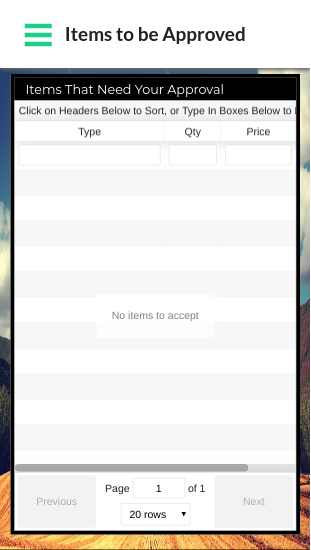 Items to be Approved
Items That Need Your Approval
Click on Headers Below to Sort, or Type In Boxes Below to
Type Qty Price
No items to accept
Previous
Page 1 of 1
20 rows
Next